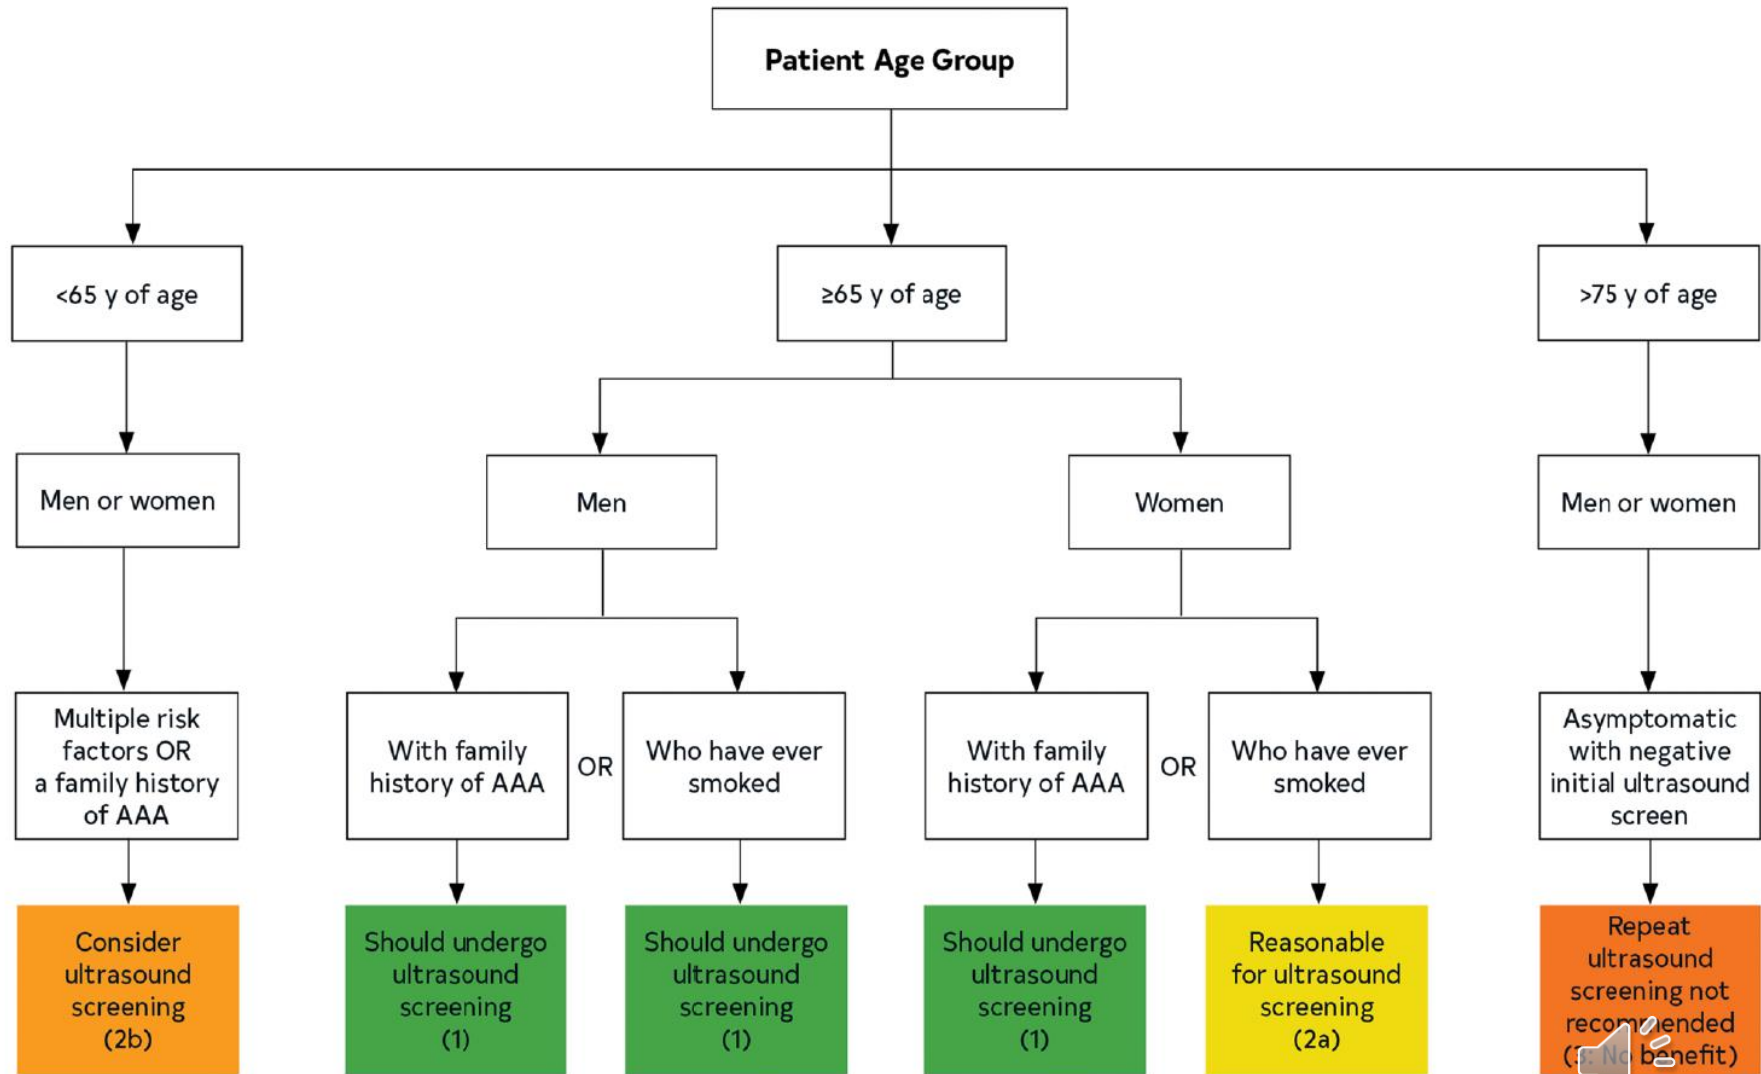 Patient Age Group
<65 y of age
≥65 y of age
>75 y of age
Men or women
Men
Women
Men or women
Multiple risk
factors OR
a family history
of AAA
With family
history of AAA
OR
Who have ever
smoked
With family
history of AAA
OR
Who have ever
smoked
Asymptomatic
with negative
initial ultrasound
screen
Consider
ultrasound
screening
(2b)
Should undergo
ultrasound
screening
(1)
Should undergo
ultrasound
screening
(1)
Should undergo
ultrasound
screening
(1)
Reasonable
for ultrasound
screening
(2a)
Repeat
ultrasound
screening not
recommended
(3: No benefit)